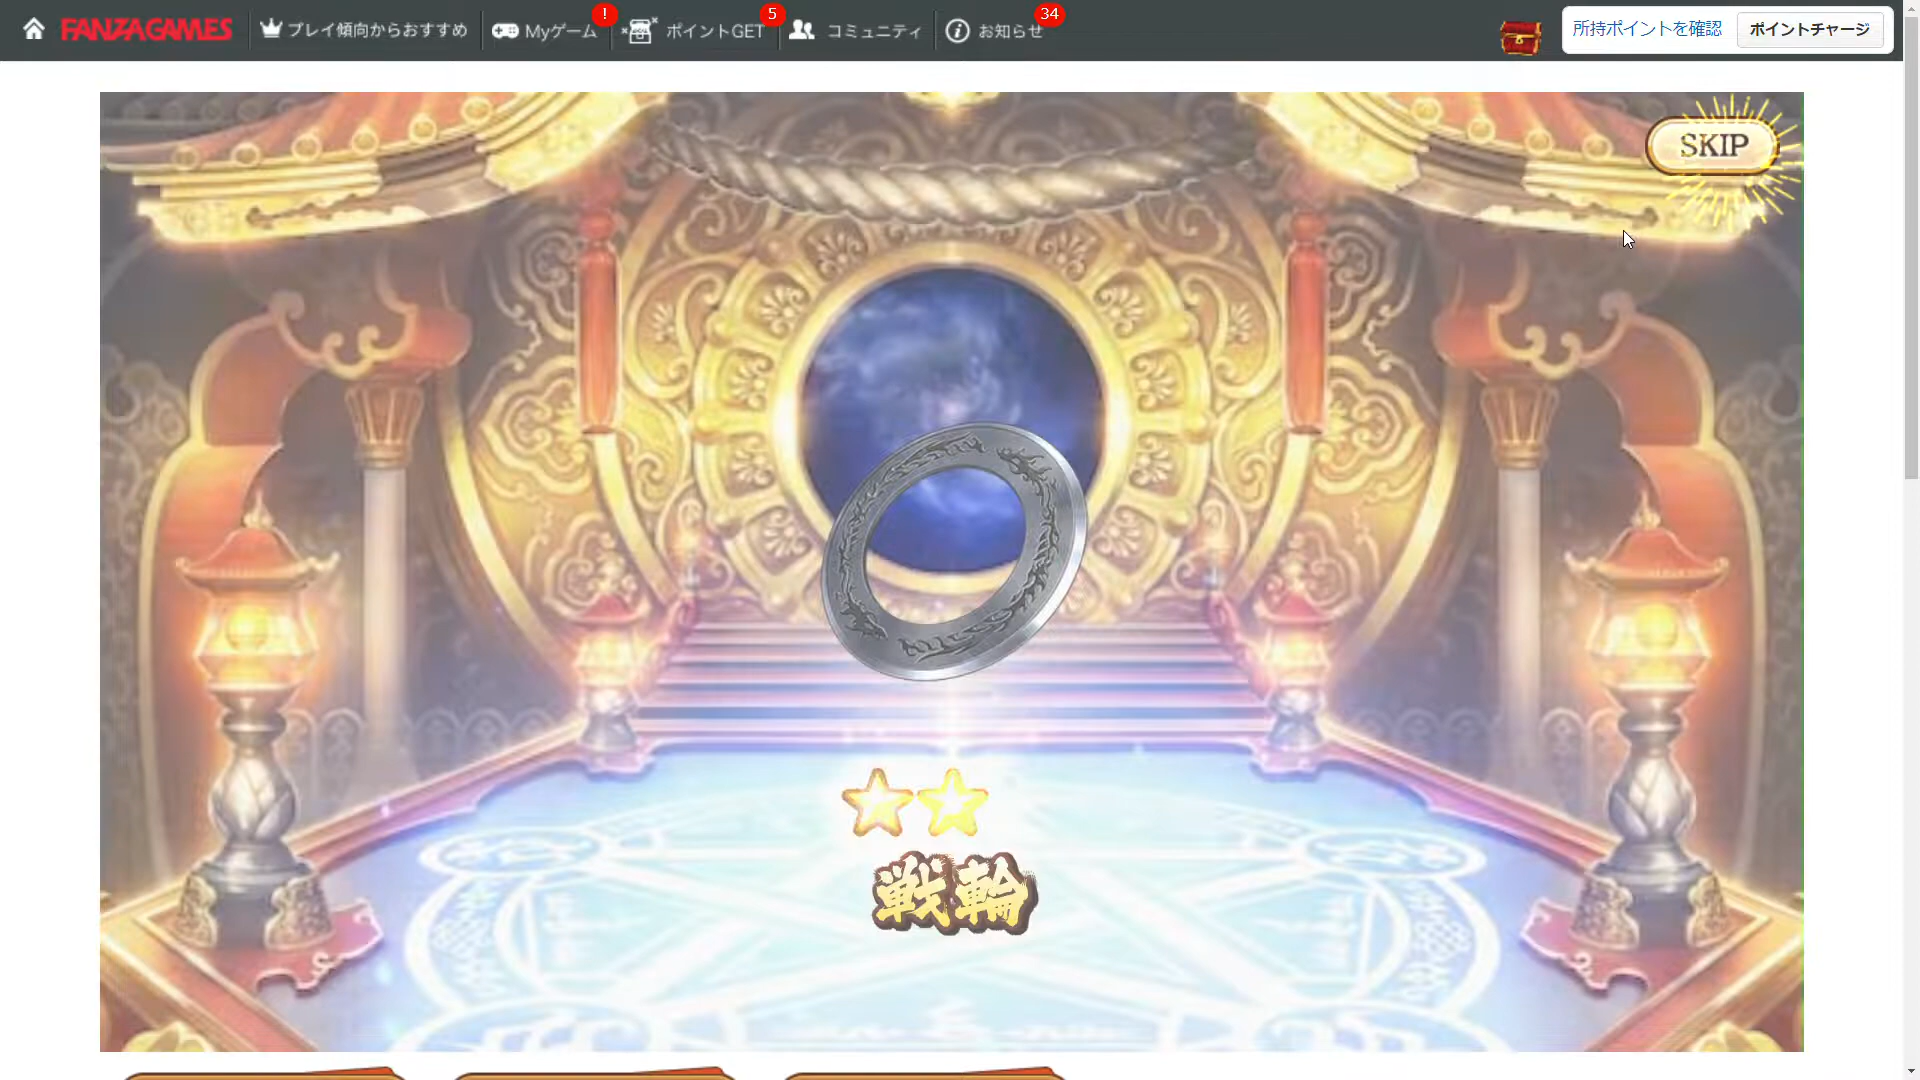 FANZAGAMES
プレイ傾向からおすすめ
Myゲーム
!
ポイントGET
5
コミュニティ
お知らせ
34
所持ポイントを確認
ポイントチャージ
SKIP
戦輪